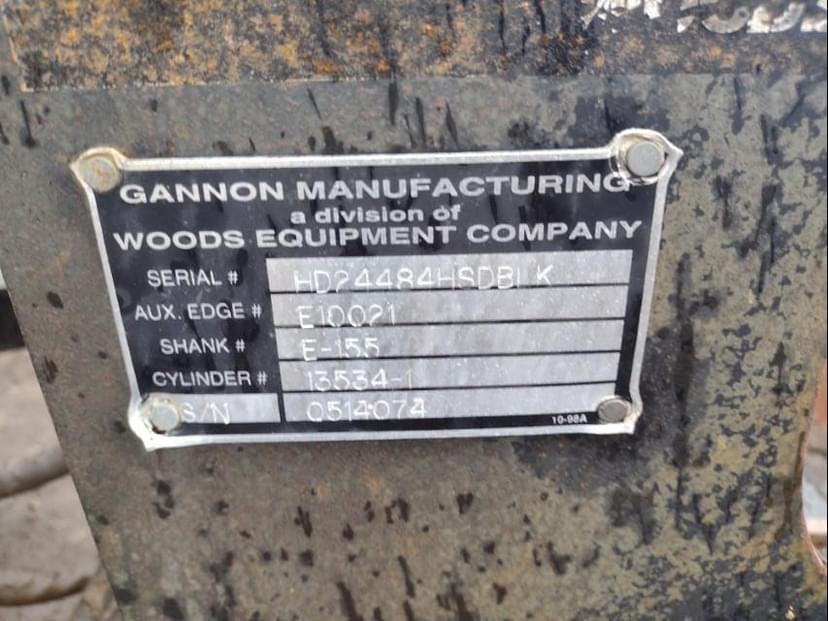 GANNON MANUFACTURING
a division of
WOODS EQUIPMENT COMPANY
SERIAL # HD24484HSDBLK
AUX. EDGE # E10021
SHANK # E-155
CYLINDER # 13534-1
S/N 0514074
10-98A